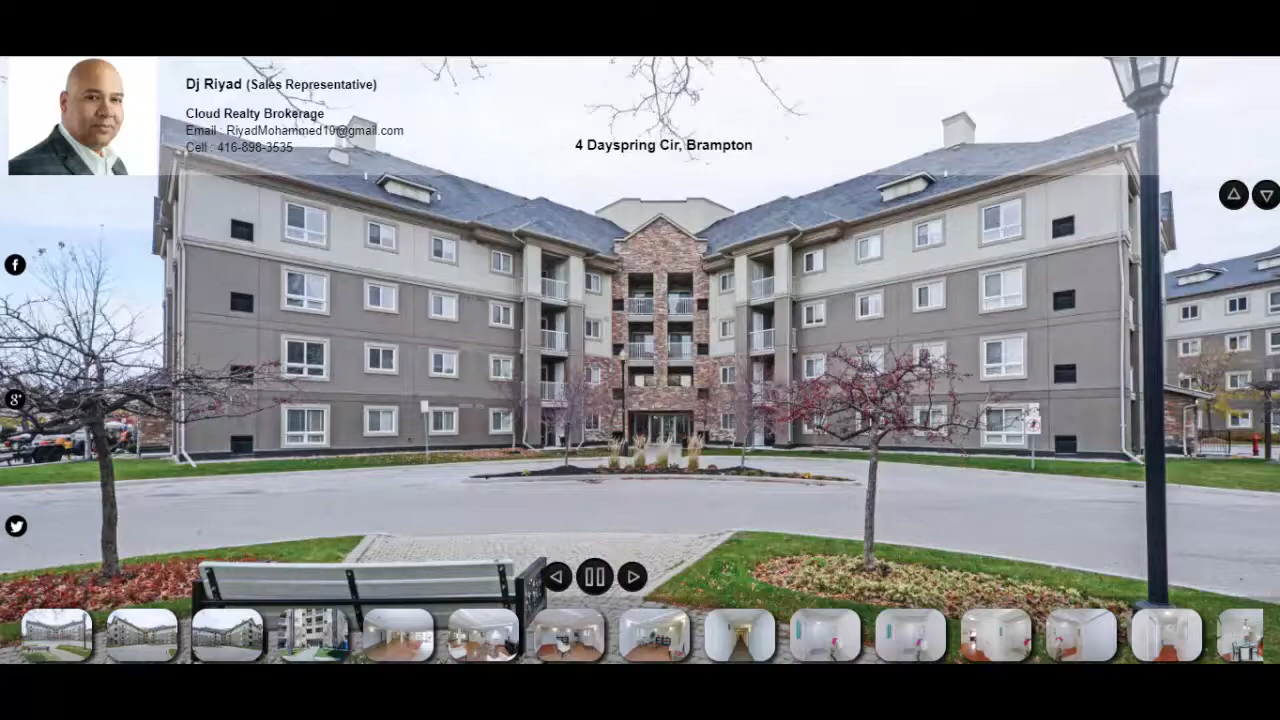 Dj Riyad (Sales Representative)
Cloud Realty Brokerage
Email : RiyadMohammed10@gmail.com
Cell : 416-898-3535
4 Dayspring Cir, Brampton
f
g+